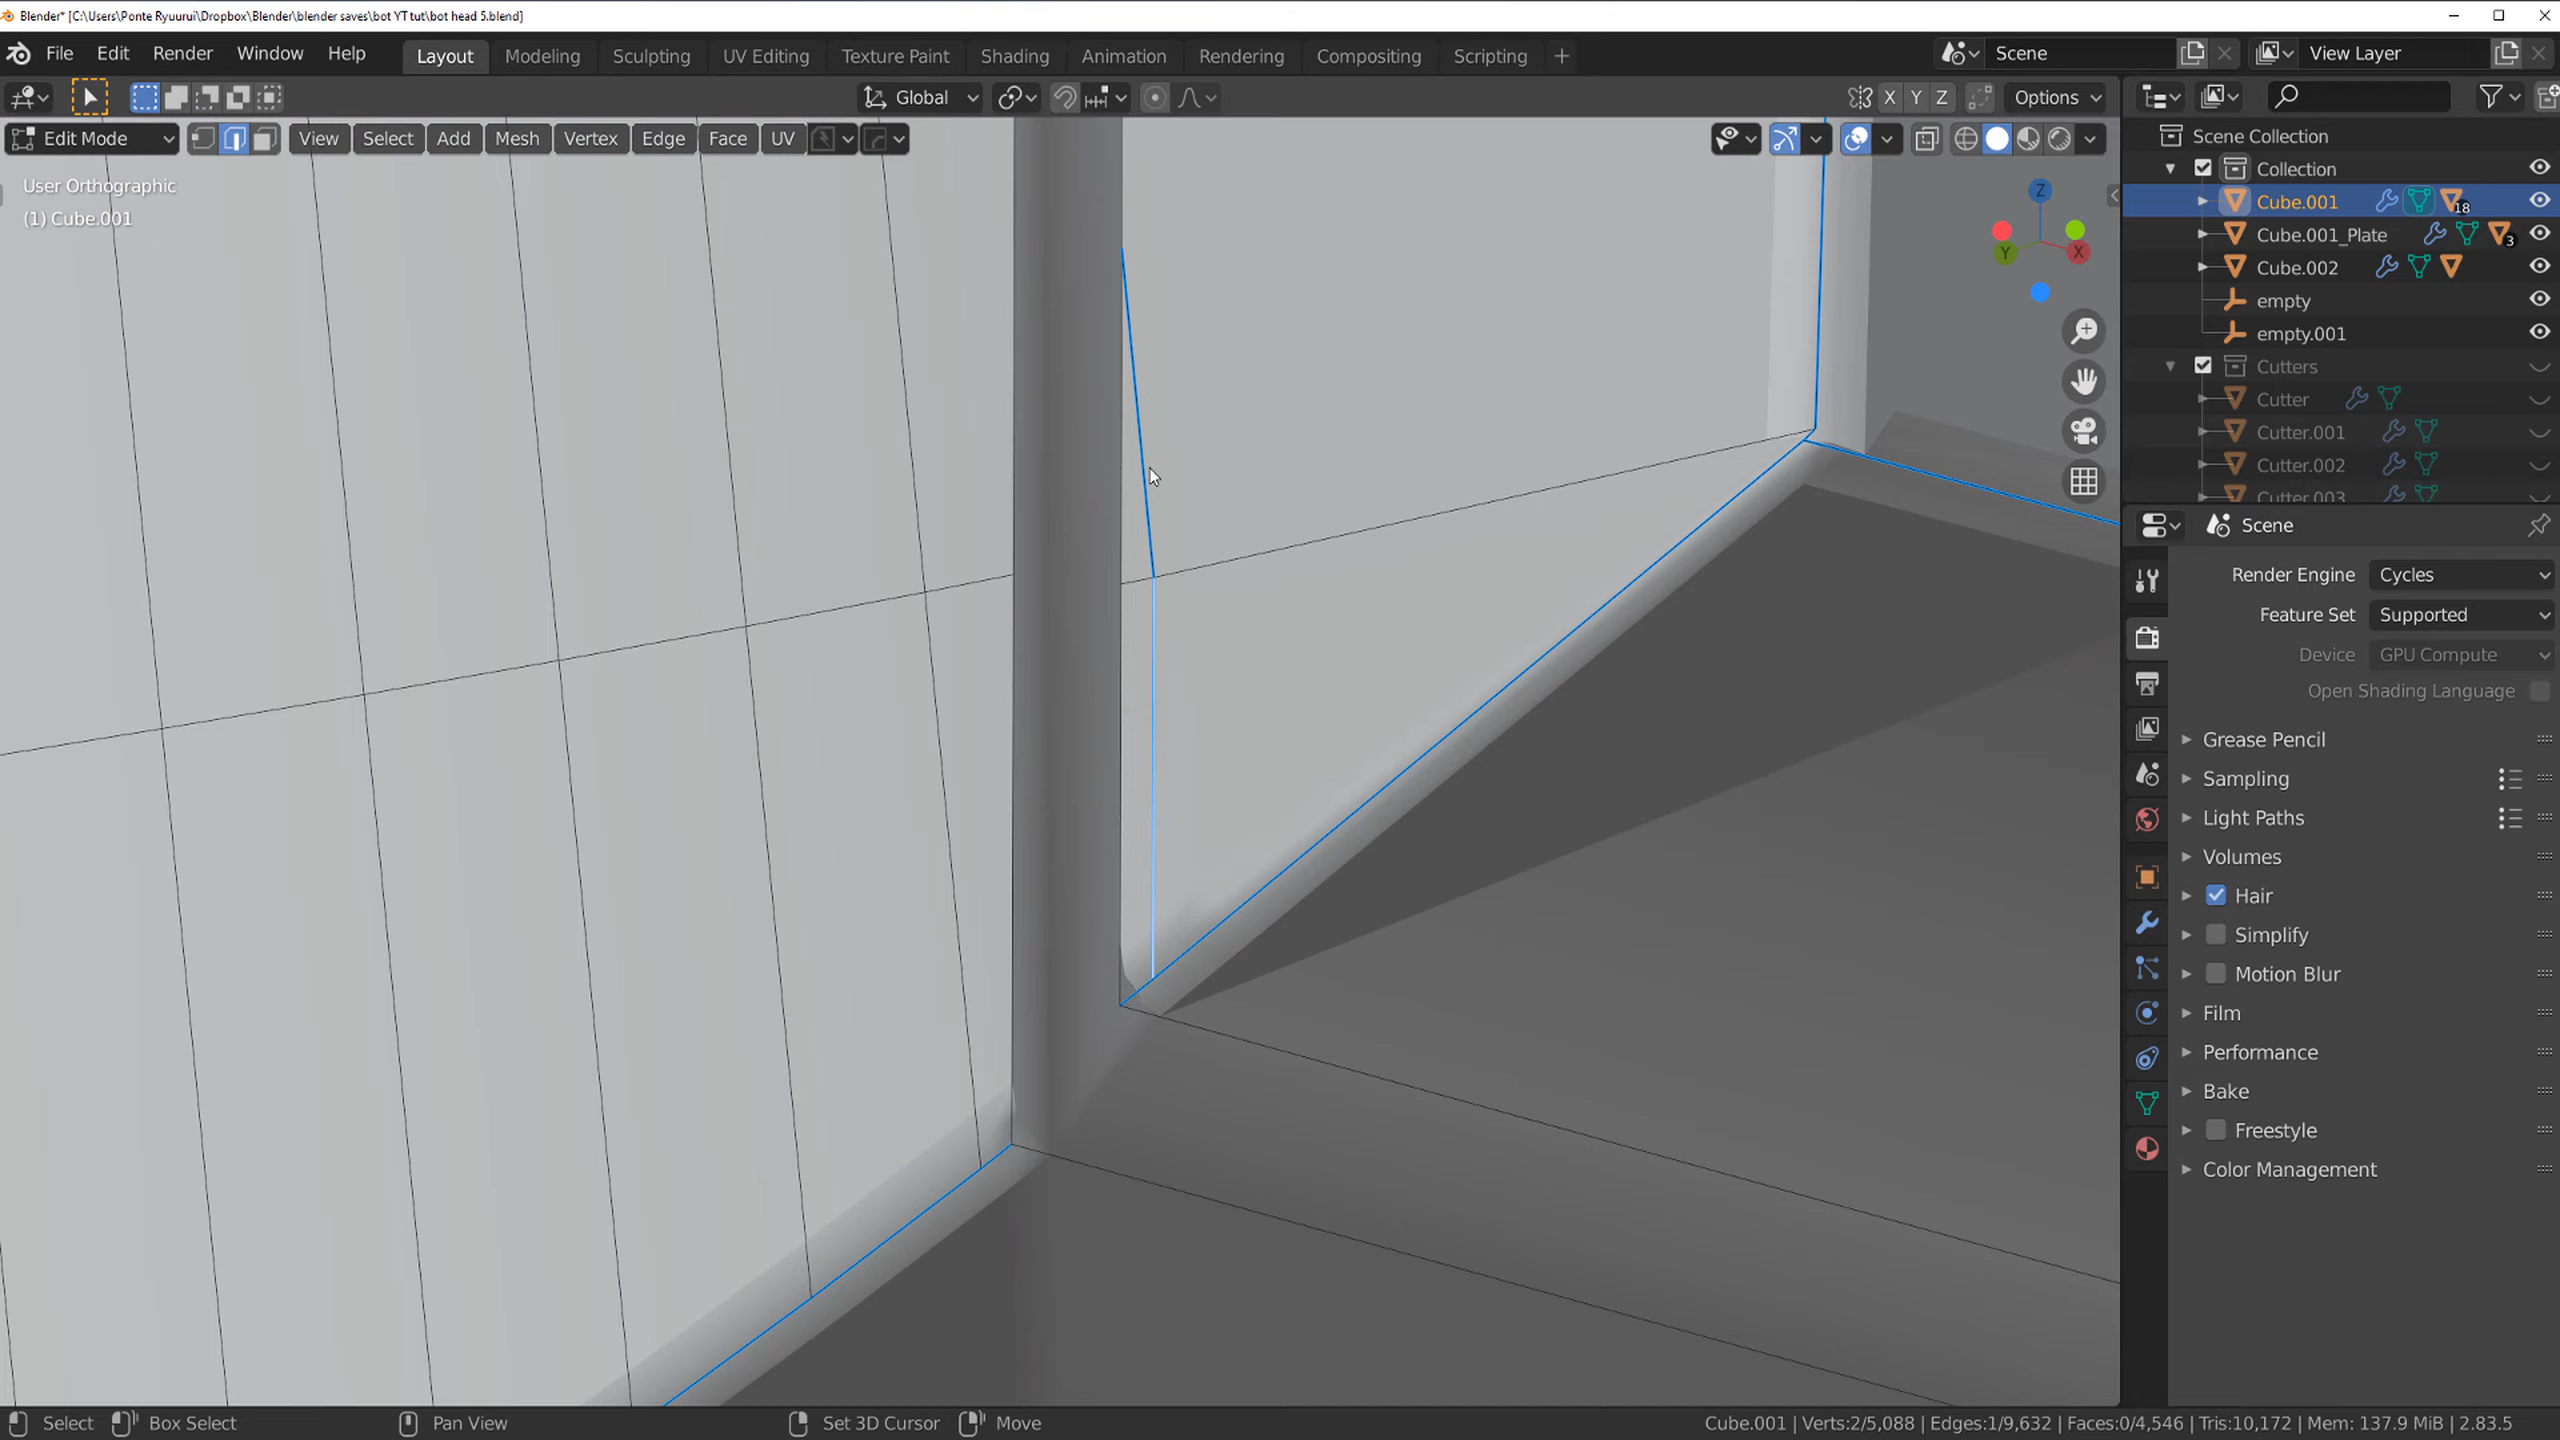 Blender* [C:\Users\Ponte Ryuurui\Dropbox\Blender\blender saves\bot YT tut\bot head 5.blend]
File Edit Render Window Help Layout Modeling Sculpting UV Editing Texture Paint Shading Animation Rendering Compositing Scripting + Scene View Layer
Global X Y Z Options
Edit Mode View Select Add Mesh Vertex Edge Face UV
User Orthographic
(1) Cube.001
Z
Y
X
Scene Collection
Collection
Cube.001 18
Cube.001_Plate 3
Cube.002
empty
empty.001
Cutters
Cutter
Cutter.001
Cutter.002
Cutter.003
Scene
Render Engine Cycles
Feature Set Supported
Device GPU Compute
Open Shading Language
Grease Pencil
Sampling
Light Paths
Volumes
Hair
Simplify
Motion Blur
Film
Performance
Bake
Freestyle
Color Management
Select Box Select Pan View Set 3D Cursor Move Cube.001 | Verts:2/5,088 | Edges:1/9,632 | Faces:0/4,546 | Tris:10,172 | Mem: 137.9 MiB | 2.83.5